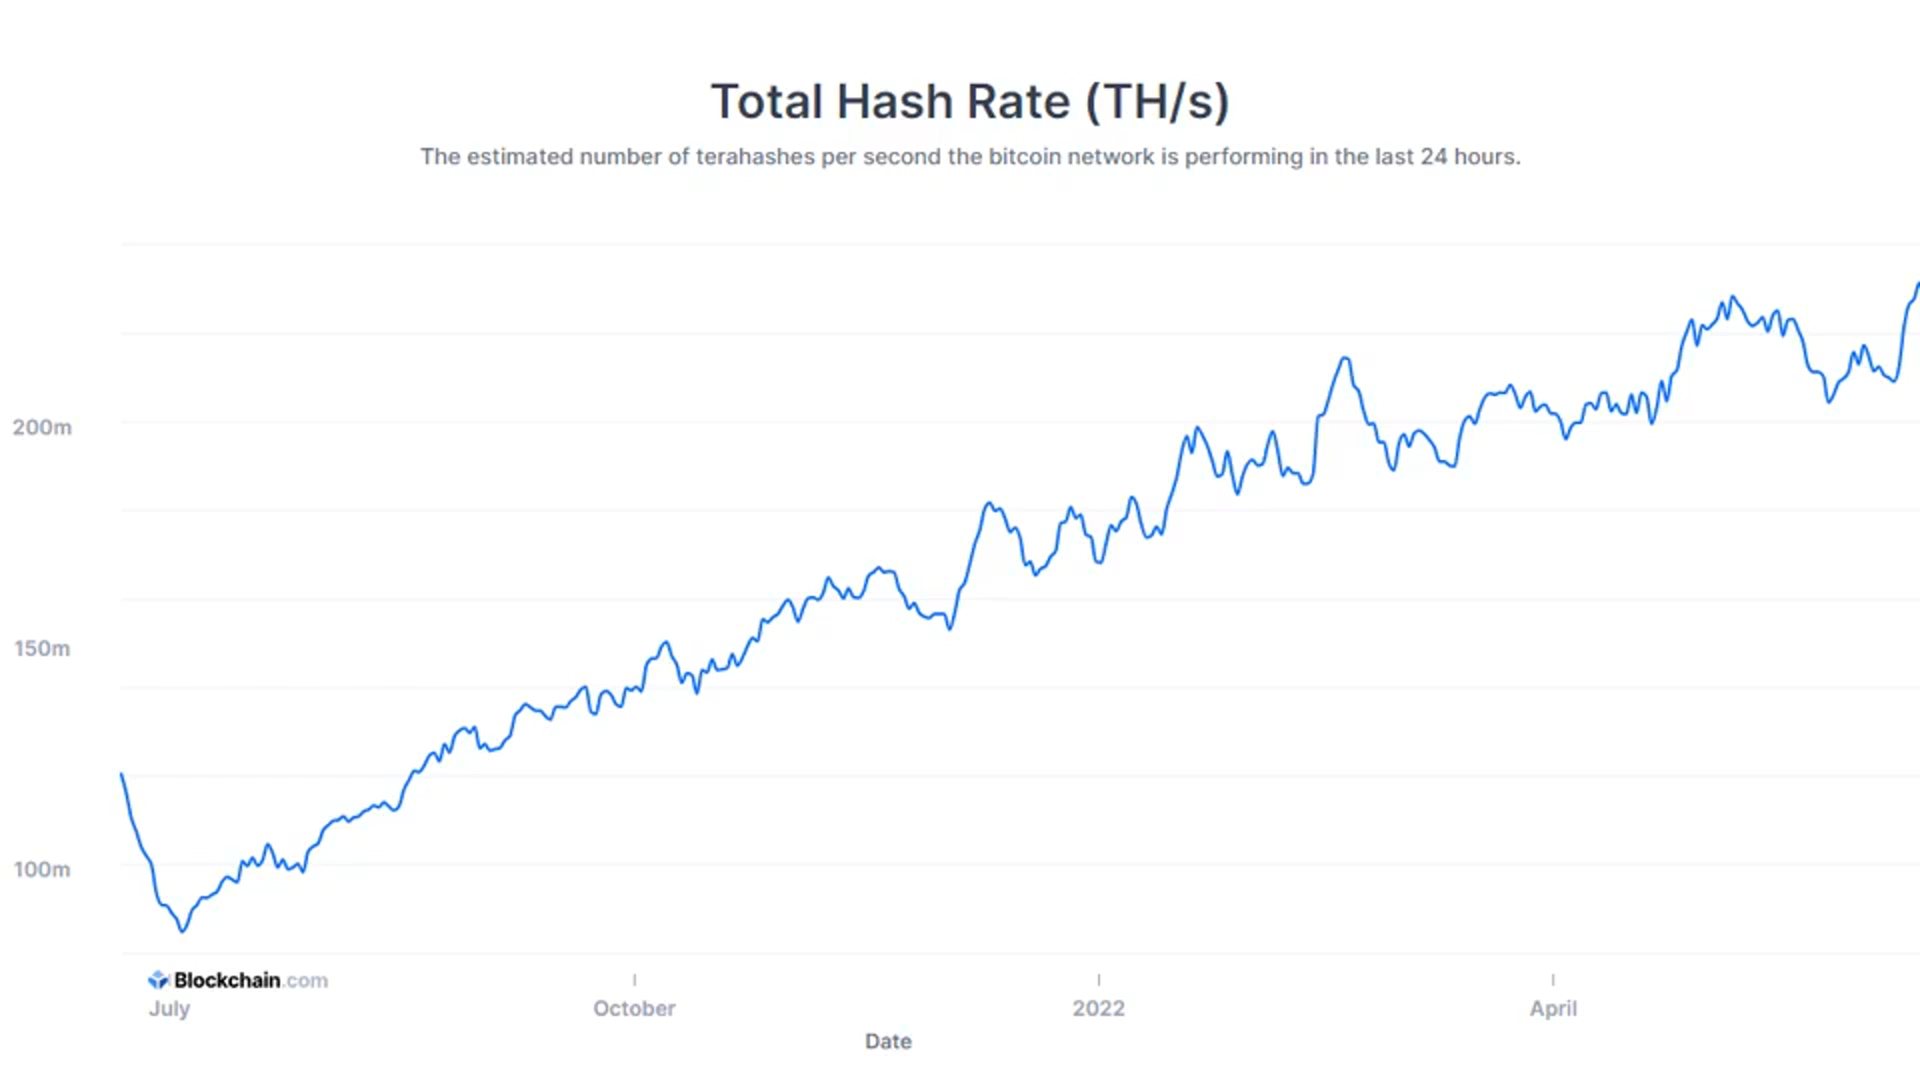 Total Hash Rate (TH/s)
The estimated number of terahashes per second the bitcoin network is performing in the last 24 hours.
200m
150m
100m
Blockchain.com
July
October
2022
April
Date